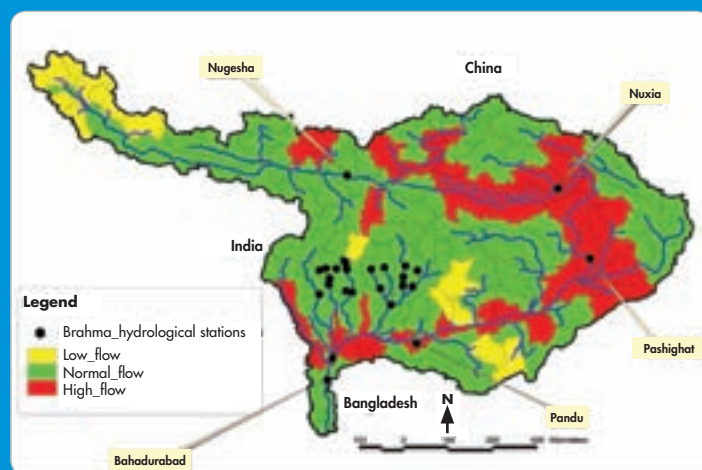 Nugesha
China
Nuxia
India
Legend
Brahma_hydrological stations
Low_flow
Normal_flow
High_flow
Pashighat
N
Bangladesh
Pandu
Bahadurabad